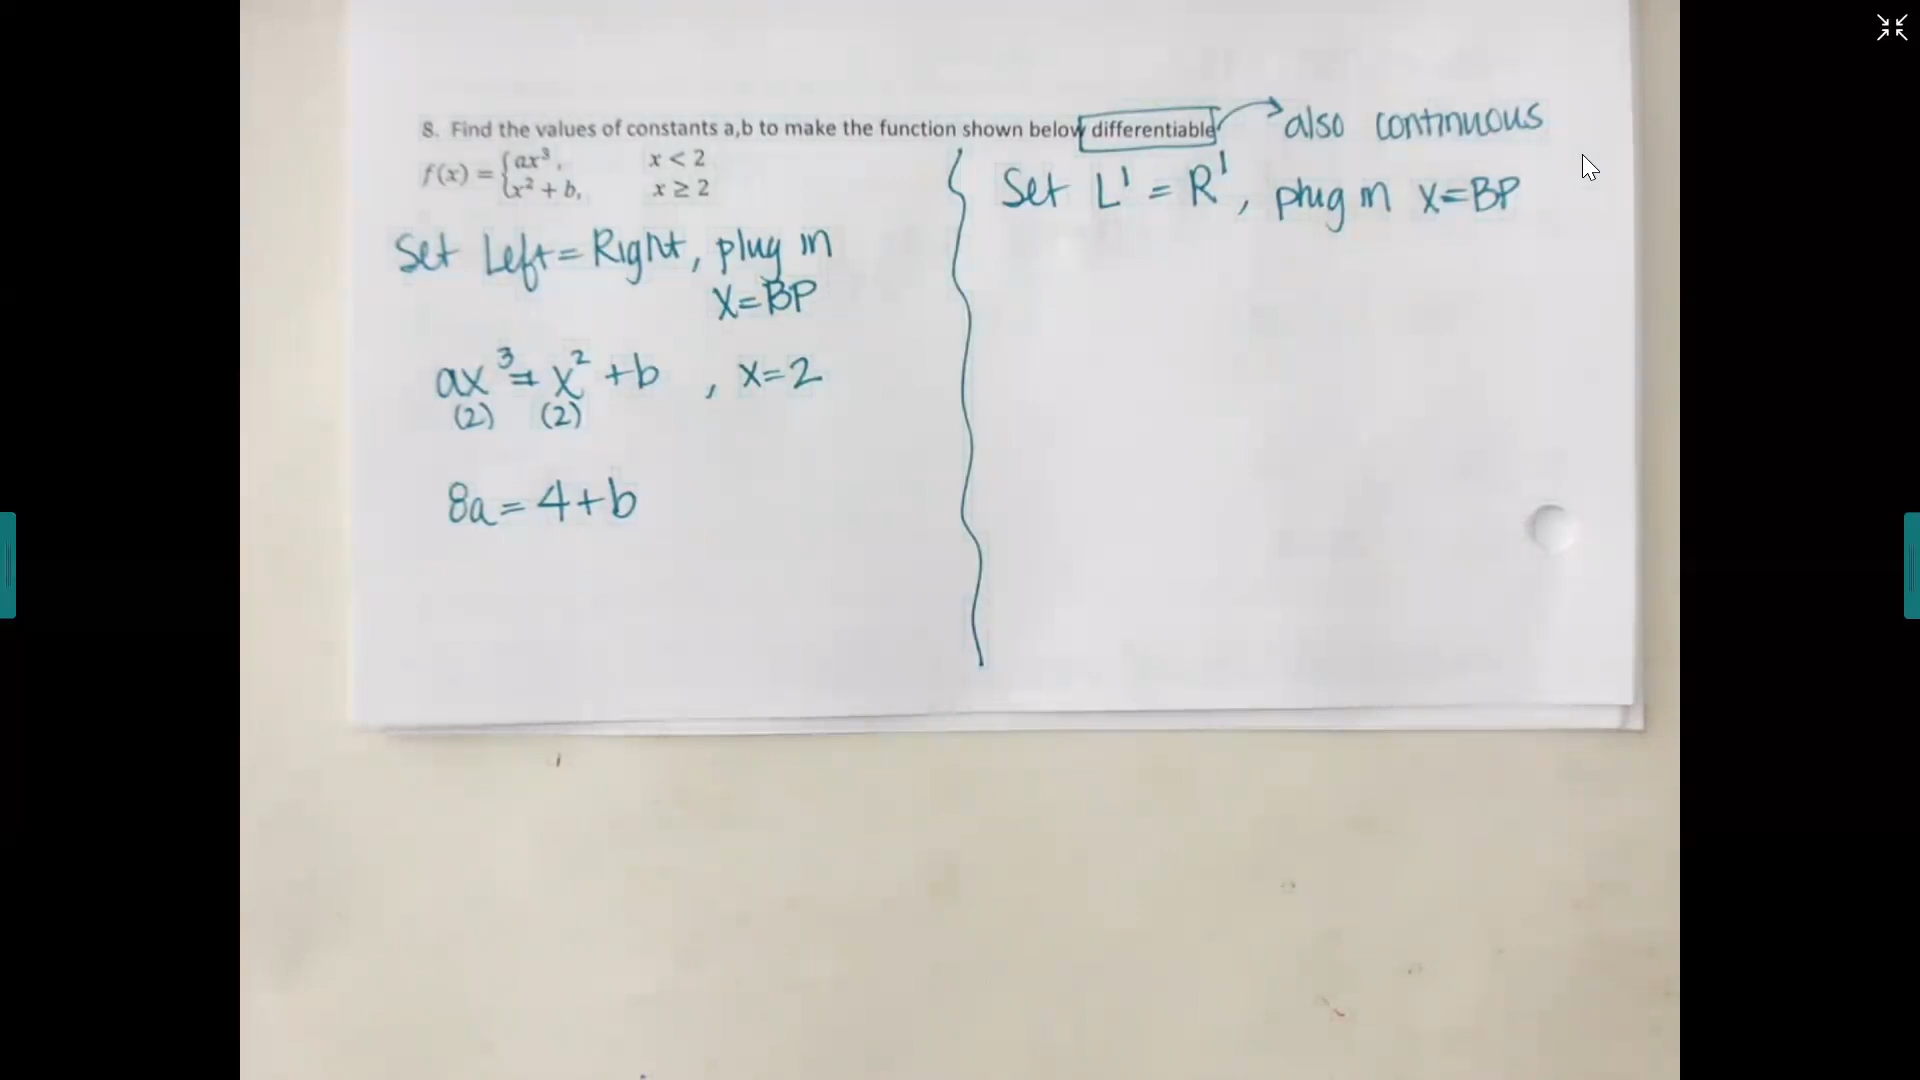 8. Find the values of constants a,b to make the function shown below differentiable
also continuous
f(x) = { ax³, x < 2
x² + b, x ≥ 2
Set Left = Right, plug in
x = BP
ax³ = x² + b , x = 2
(2) (2)
8a = 4 + b
Set L' = R' , plug in x = BP